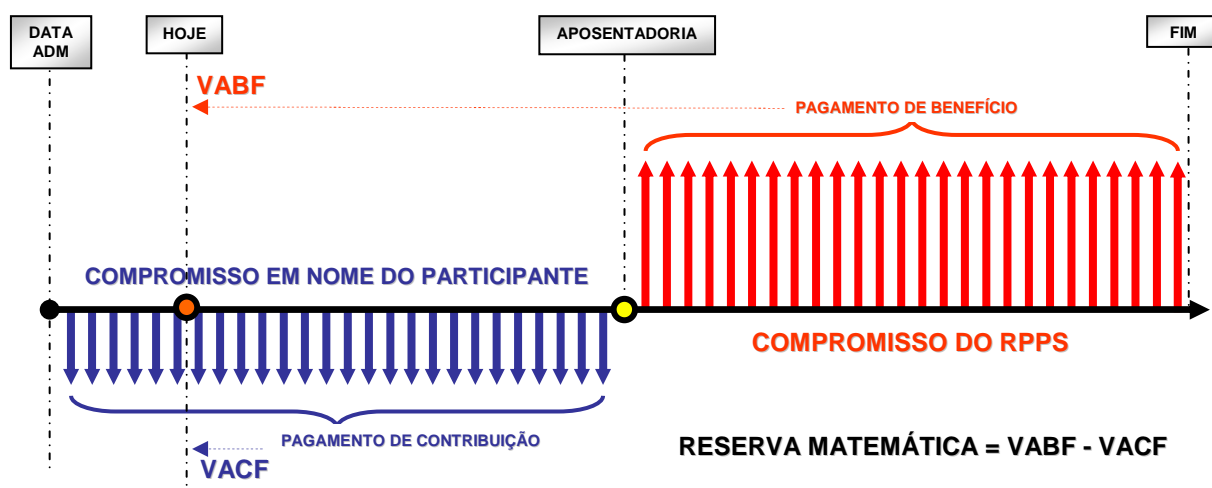 DATA
ADM
HOJE
APOSENTADORIA
FIM
VABF
PAGAMENTO DE BENEFÍCIO
COMPROMISSO EM NOME DO PARTICIPANTE
COMPROMISSO DO RPPS
PAGAMENTO DE CONTRIBUIÇÃO
VACF
RESERVA MATEMÁTICA = VABF - VACF